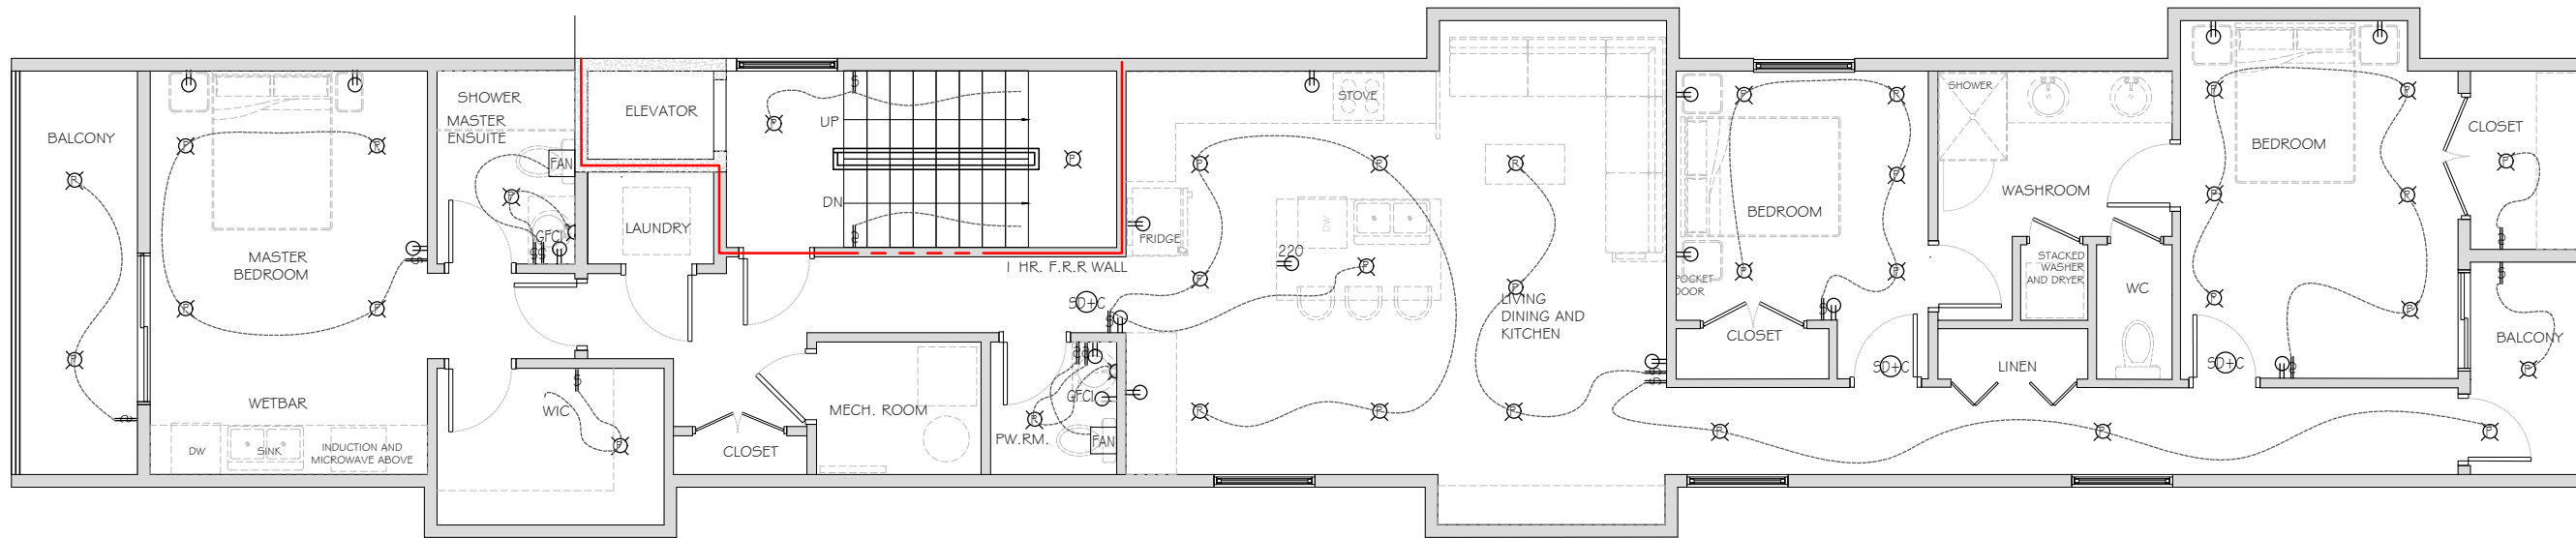 BALCONY
MASTER
BEDROOM
WETBAR
DW
SINK
INDUCTION AND
MICROWAVE ABOVE
SHOWER
MASTER
ENSUITE
FAN
GFCI
WIC
ELEVATOR
LAUNDRY
UP
DN
1 HR. F.R.R WALL
SD+C
CLOSET
MECH. ROOM
PW.RM.
GFCI
FAN
STOVE
FRIDGE
DW
220
LIVING
DINING AND
KITCHEN
BEDROOM
POCKET
DOOR
CLOSET
SD+C
SHOWER
WASHROOM
STACKED
WASHER
AND DRYER
WC
LINEN
SD+C
BEDROOM
CLOSET
BALCONY